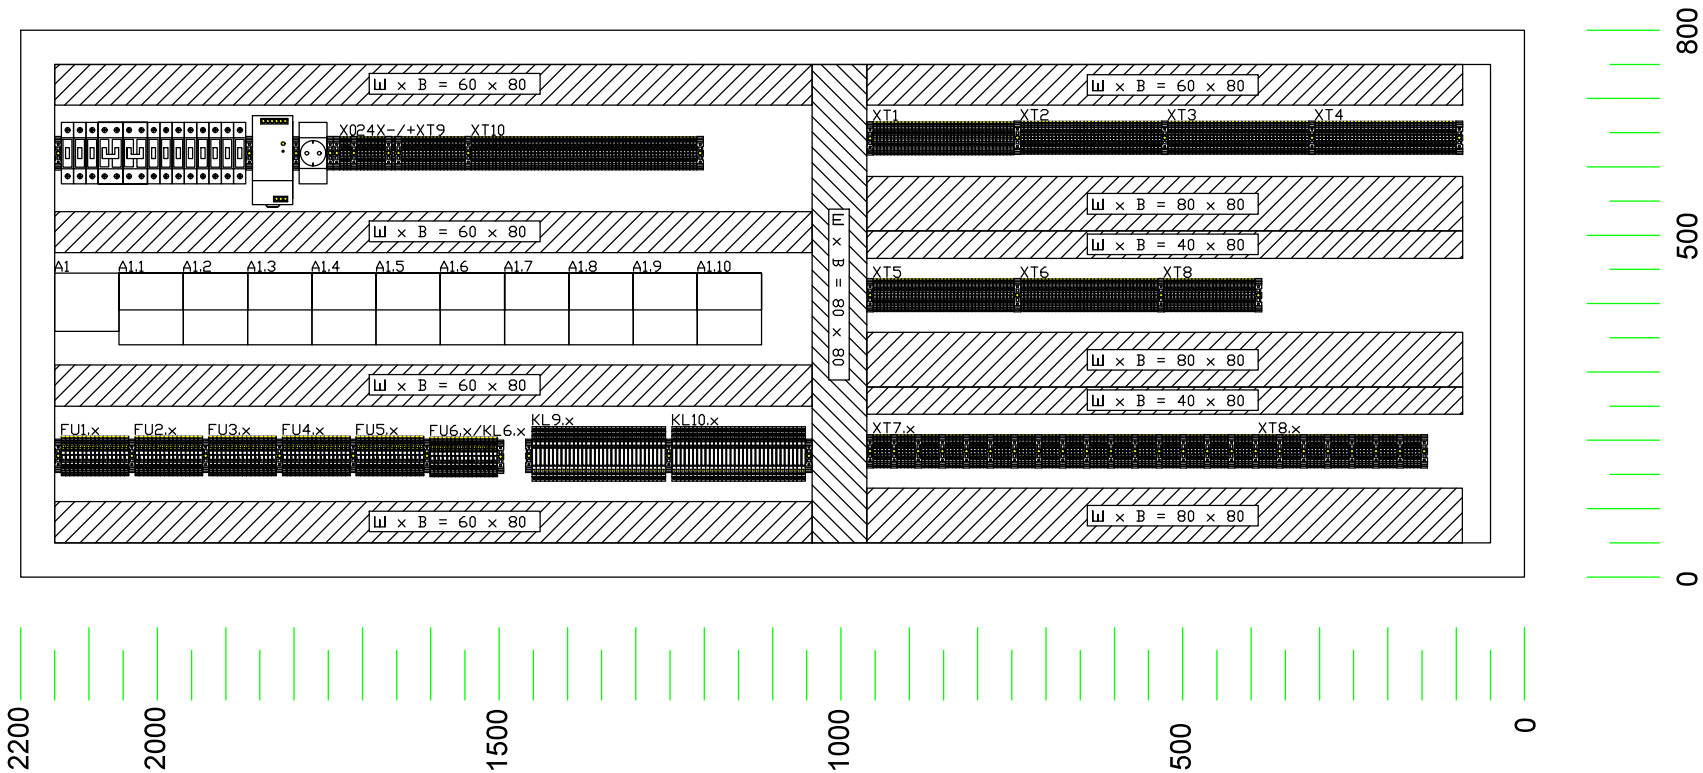 800
Ш x В = 60 x 80
Ш x В = 60 x 80
X024X-/+XT9
XT10
XT1
XT2
XT3
XT4
Ш x В = 80 x 80
Ш x В = 60 x 80
Ш x В = 40 x 80
500
Ш x В = 80 x 80
A1
A1.1
A1.2
A1.3
A1.4
A1.5
A1.6
A1.7
A1.8
A1.9
A1.10
XT5
XT6
XT8
Ш x В = 80 x 80
Ш x В = 60 x 80
Ш x В = 40 x 80
FU1.x
FU2.x
FU3.x
FU4.x
FU5.x
FU6.x/KL6.x
KL9.x
KL10.x
XT7.x
XT8.x
Ш x В = 60 x 80
Ш x В = 80 x 80
0
2200
2000
1500
1000
500
0